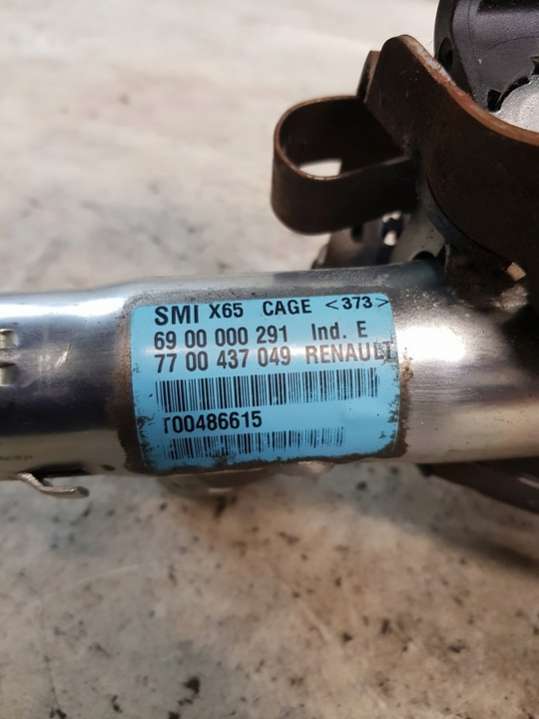 SMI X65 CAGE <373>
69 00 000 291 Ind. E
77 00 437 049 RENAULT
T00486615